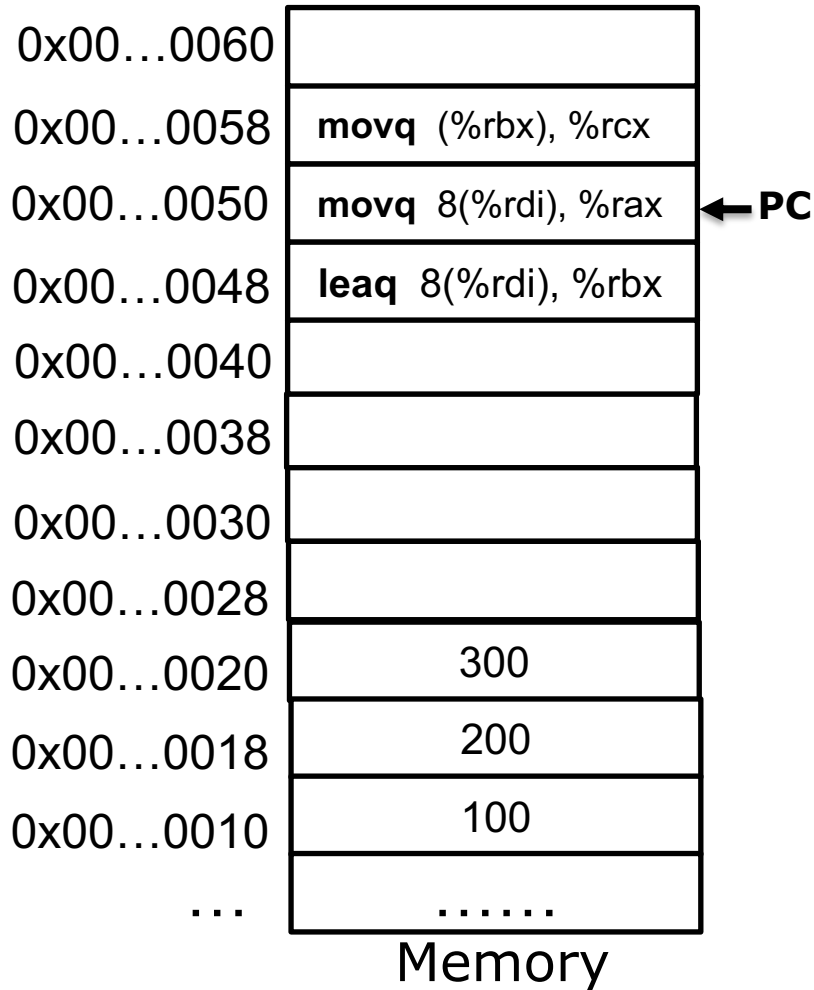 0x00…0060
0x00…0058 movq (%rbx), %rcx
0x00…0050 movq 8(%rdi), %rax PC
0x00…0048 leaq 8(%rdi), %rbx
0x00…0040
0x00…0038
0x00…0030
0x00…0028
0x00…0020 300
0x00…0018 200
0x00…0010 100
… ……
Memory